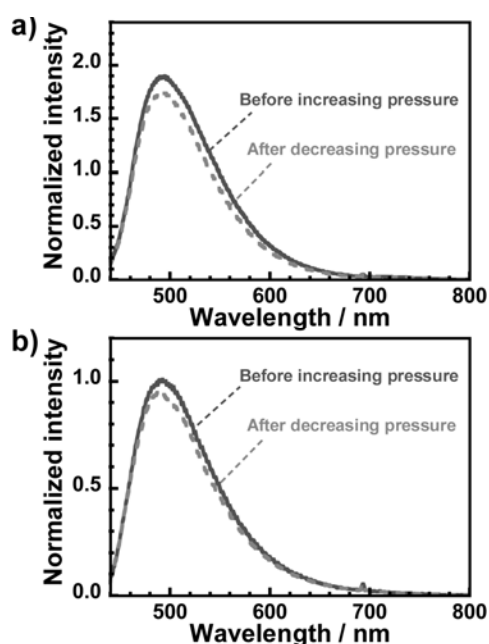 a)
Normalized intensity
2.0
1.5
1.0
0.5
0.0
Before increasing pressure
After decreasing pressure
500 600 700 800
Wavelength / nm
b)
Normalized intensity
1.0
0.5
0.0
Before increasing pressure
After decreasing pressure
500 600 700 800
Wavelength / nm